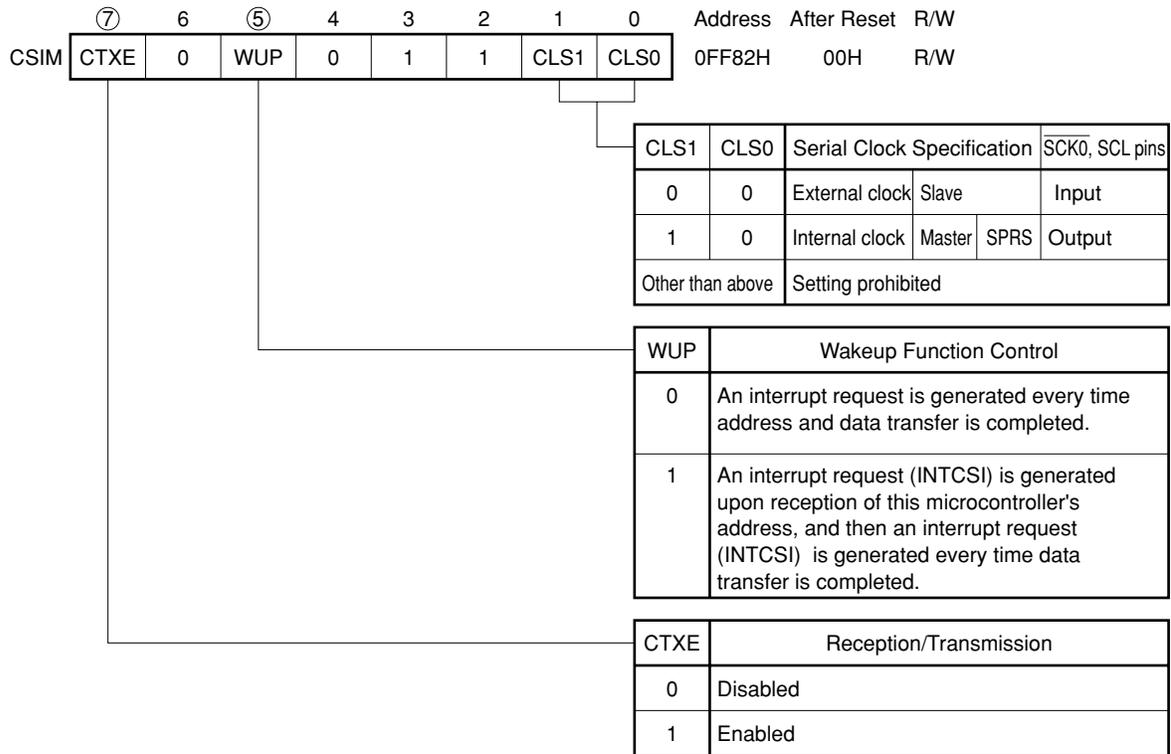 ⑦ 6 ⑤ 4 3 2 1 0 Address After Reset R/W
CSIM CTXE 0 WUP 0 1 1 CLS1 CLS0 0FF82H 00H R/W
CLS1 CLS0 Serial Clock Specification SCK0, SCL pins
0 0 External clock Slave Input
1 0 Internal clock Master SPRS Output
Other than above Setting prohibited
WUP Wakeup Function Control
0 An interrupt request is generated every time
address and data transfer is completed.
1 An interrupt request (INTCSI) is generated
upon reception of this microcontroller's
address, and then an interrupt request
(INTCSI) is generated every time data
transfer is completed.
CTXE Reception/Transmission
0 Disabled
1 Enabled